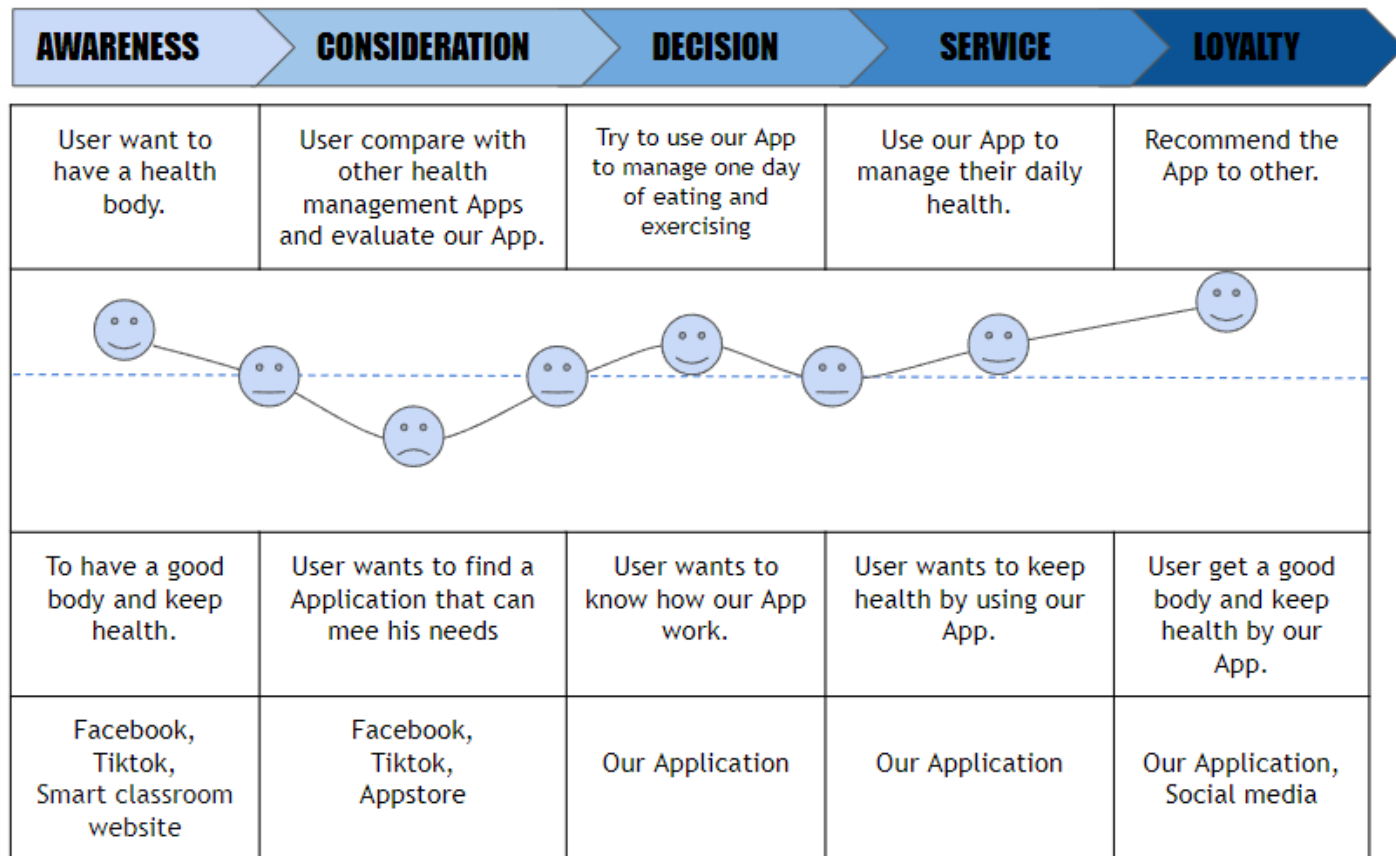 AWARENESS
CONSIDERATION
DECISION
SERVICE
LOYALTY
User want to
have a health
body.
User compare with
other health
management Apps
and evaluate our App.
Try to use our App
to manage one day
of eating and
exercising
Use our App to
manage their daily
health.
Recommend the
App to other.
To have a good
body and keep
health.
User wants to find a
Application that can
mee his needs
User wants to
know how our App
work.
User wants to keep
health by using our
App.
User get a good
body and keep
health by our
App.
Facebook,
Tiktok,
Smart classroom
website
Facebook,
Tiktok,
Appstore
Our Application
Our Application
Our Application,
Social media